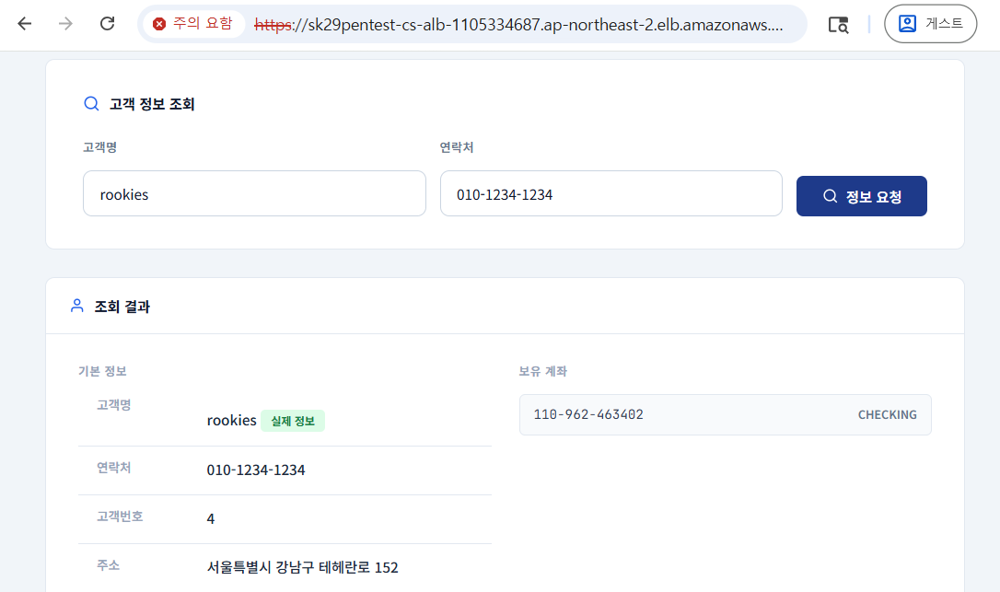 주의 요함 https://sk29pentest-cs-alb-1105334687.ap-northeast-2.elb.amazonaws.... 게스트
고객 정보 조회
고객명 연락처
rookies 010-1234-1234 정보 요청
조회 결과
기본 정보
고객명 rookies 실제 정보
연락처 010-1234-1234
고객번호 4
주소 서울특별시 강남구 테헤란로 152
보유 계좌
110-962-463402 CHECKING